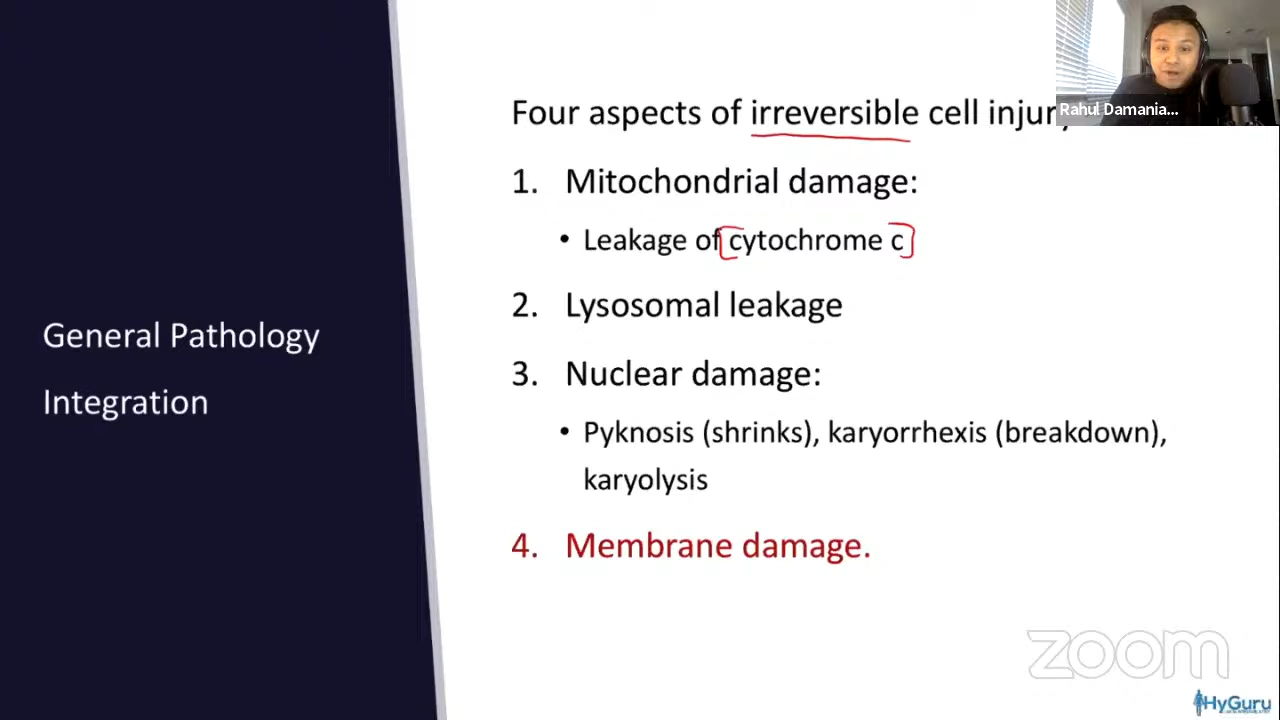 Four aspects of irreversible cell injury
Rahul Damania...
1. Mitochondrial damage:
• Leakage of cytochrome c
2. Lysosomal leakage
3. Nuclear damage:
• Pyknosis (shrinks), karyorrhexis (breakdown),
karyolysis
4. Membrane damage.
General Pathology
Integration
zoom
HyGuru